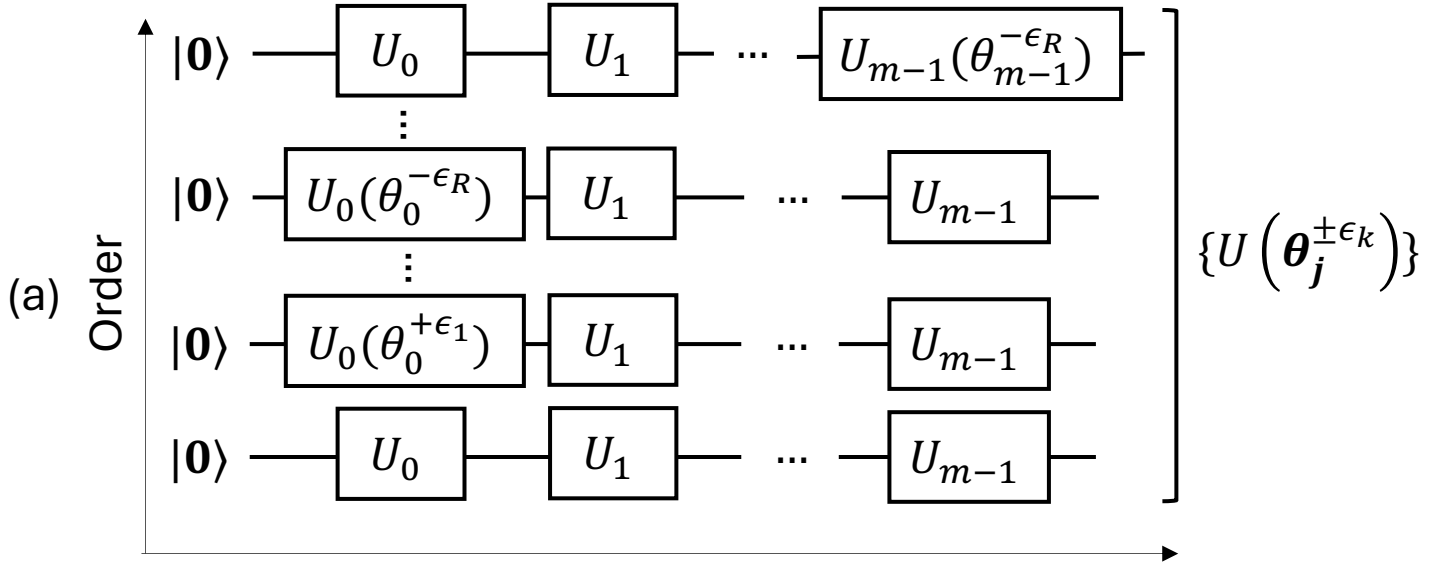 |𝟎⟩ U_0 U_1 ... U_{m−1}(θ_{m−1}^{−ϵ_R})
⋮
|𝟎⟩ U_0(θ_0^{−ϵ_R}) U_1 ... U_{m−1}
⋮
(a) Order {U(𝜽_𝒋^{±ϵ_k})}
|𝟎⟩ U_0(θ_0^{+ϵ_1}) U_1 ... U_{m−1}
|𝟎⟩ U_0 U_1 ... U_{m−1}